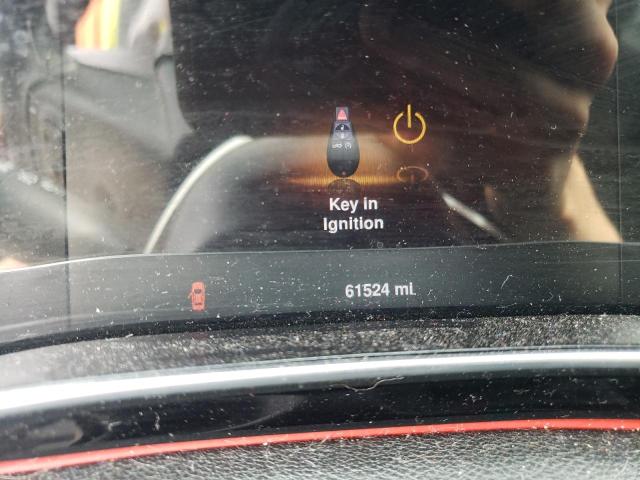 Key in
Ignition
61524 mi.